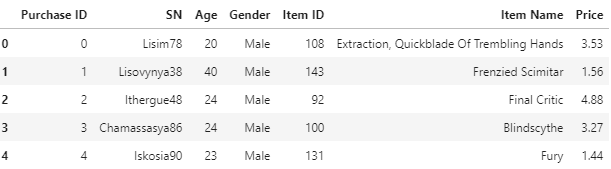 Purchase ID SN Age Gender Item ID Item Name Price
0 0 Lisim78 20 Male 108 Extraction, Quickblade Of Trembling Hands 3.53
1 1 Lisovynya38 40 Male 143 Frenzied Scimitar 1.56
2 2 Ithergue48 24 Male 92 Final Critic 4.88
3 3 Chamassasya86 24 Male 100 Blindscythe 3.27
4 4 Iskosia90 23 Male 131 Fury 1.44